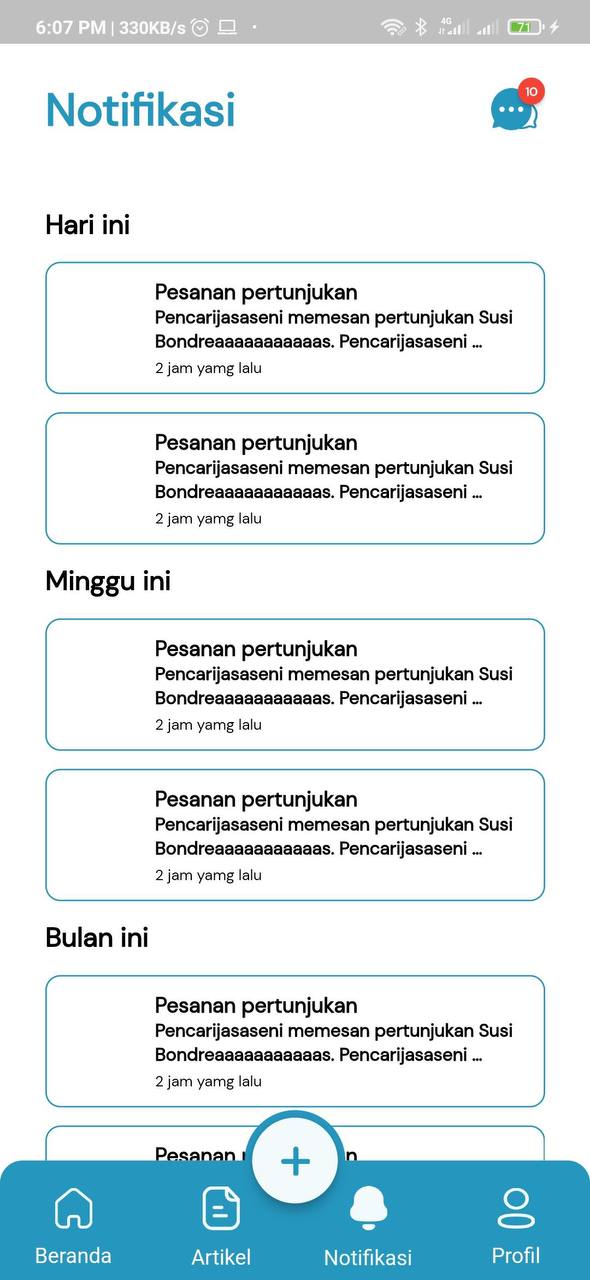 6:07 PM | 330KB/s
4G
71
Notifikasi
10
Hari ini
Pesanan pertunjukan
Pencarijasaseni memesan pertunjukan Susi
Bondreaaaaaaaaaaas. Pencarijasaseni ...
2 jam yamg lalu
Pesanan pertunjukan
Pencarijasaseni memesan pertunjukan Susi
Bondreaaaaaaaaaaas. Pencarijasaseni ...
2 jam yamg lalu
Minggu ini
Pesanan pertunjukan
Pencarijasaseni memesan pertunjukan Susi
Bondreaaaaaaaaaaas. Pencarijasaseni ...
2 jam yamg lalu
Pesanan pertunjukan
Pencarijasaseni memesan pertunjukan Susi
Bondreaaaaaaaaaaas. Pencarijasaseni ...
2 jam yamg lalu
Bulan ini
Pesanan pertunjukan
Pencarijasaseni memesan pertunjukan Susi
Bondreaaaaaaaaaaas. Pencarijasaseni ...
2 jam yamg lalu
Pesanan
Beranda
Artikel
Notifikasi
Profil